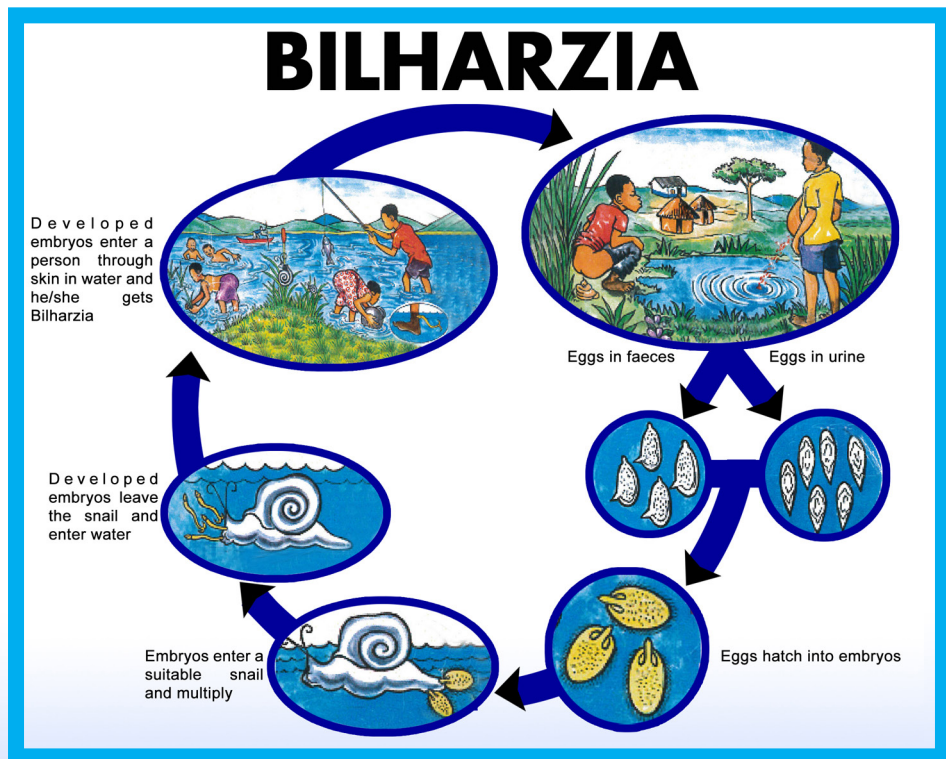 BILHARZIA
Developed
embryos enter a
person through
skin in water and
he/she gets
Bilharzia
Eggs in faeces
Eggs in urine
Developed
embryos leave
the snail and
enter water
Embryos enter a
suitable snail
and multiply
Eggs hatch into embryos